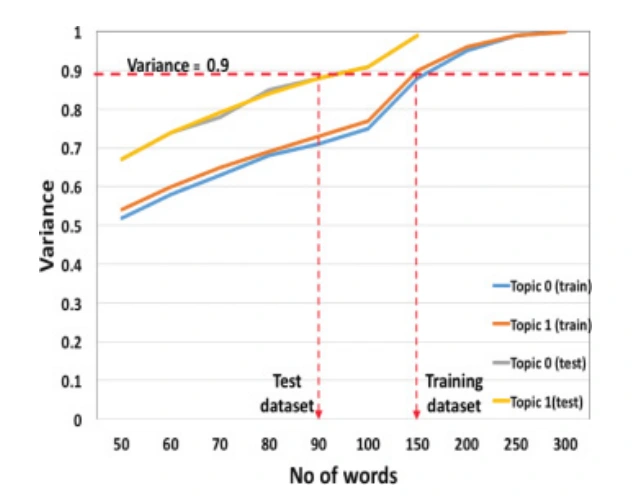 1
Variance = 0.9
0.9
0.8
0.7
0.6
0.5
0.4
0.3
0.2
0.1
0
Variance
Topic 0 (train)
Topic 1 (train)
Topic 0 (test)
Topic 1(test)
Test
dataset
Training
dataset
50 60 70 80 90 100 150 200 250 300
No of words